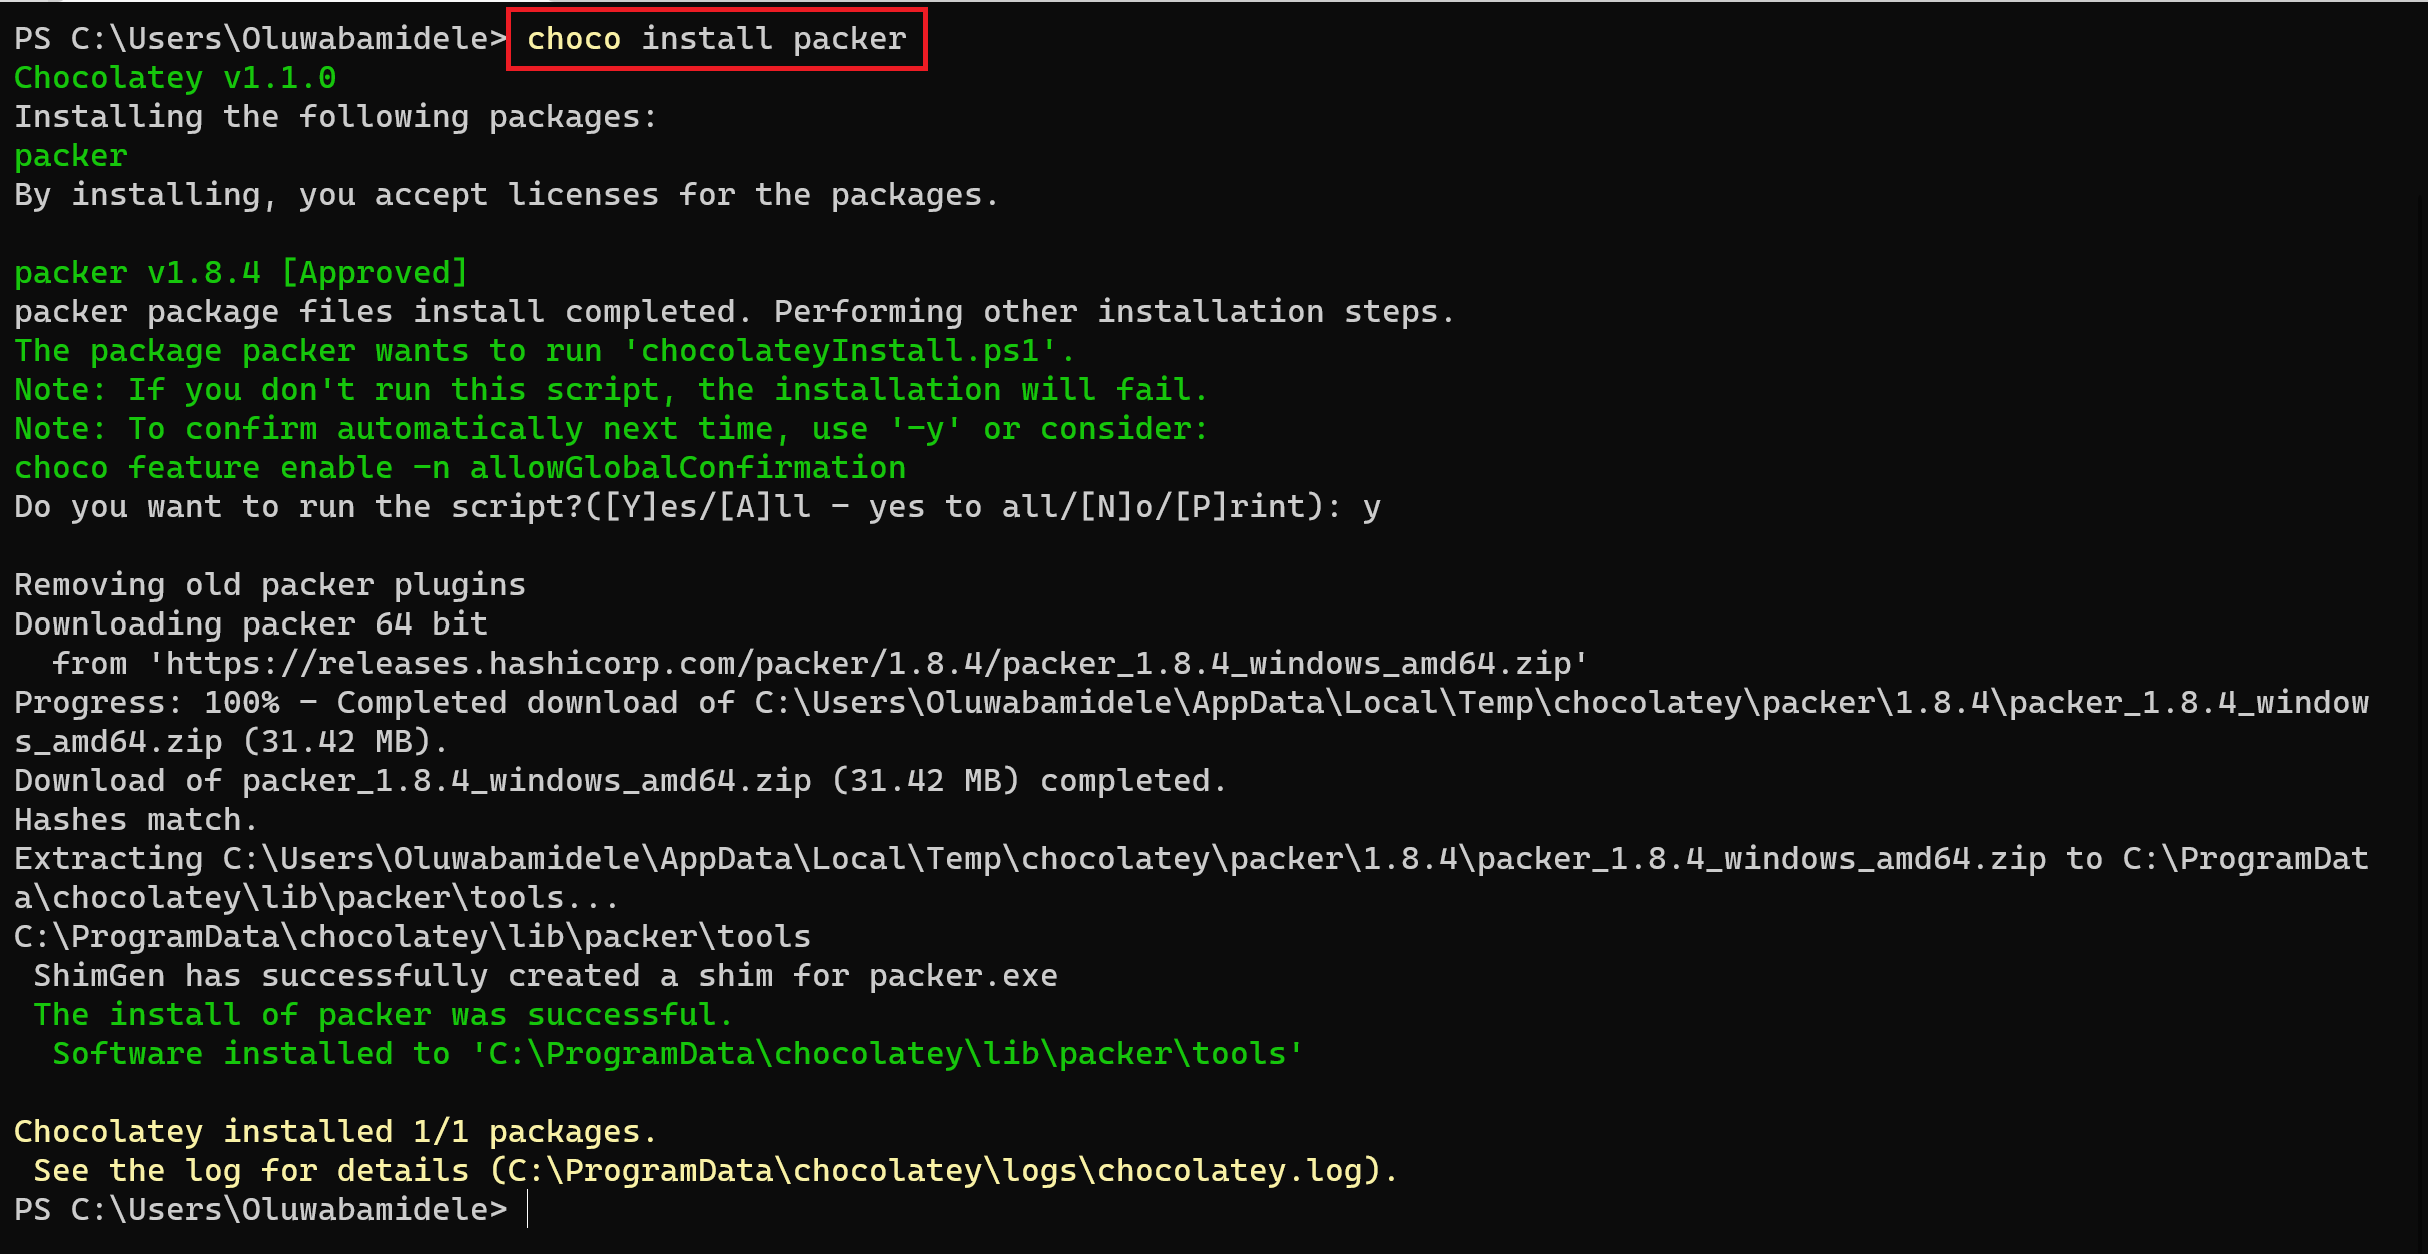 PS C:\Users\Oluwabamidele> choco install packer
Chocolatey v1.1.0
Installing the following packages:
packer
By installing, you accept licenses for the packages.
packer v1.8.4 [Approved]
packer package files install completed. Performing other installation steps.
The package packer wants to run 'chocolateyInstall.ps1'.
Note: If you don't run this script, the installation will fail.
Note: To confirm automatically next time, use '-y' or consider:
choco feature enable -n allowGlobalConfirmation
Do you want to run the script?([Y]es/[A]ll - yes to all/[N]o/[P]rint): y
Removing old packer plugins
Downloading packer 64 bit
  from 'https://releases.hashicorp.com/packer/1.8.4/packer_1.8.4_windows_amd64.zip'
Progress: 100% - Completed download of C:\Users\Oluwabamidele\AppData\Local\Temp\chocolatey\packer\1.8.4\packer_1.8.4_window
s_amd64.zip (31.42 MB).
Download of packer_1.8.4_windows_amd64.zip (31.42 MB) completed.
Hashes match.
Extracting C:\Users\Oluwabamidele\AppData\Local\Temp\chocolatey\packer\1.8.4\packer_1.8.4_windows_amd64.zip to C:\ProgramDat
a\chocolatey\lib\packer\tools...
C:\ProgramData\chocolatey\lib\packer\tools
 ShimGen has successfully created a shim for packer.exe
 The install of packer was successful.
  Software installed to 'C:\ProgramData\chocolatey\lib\packer\tools'
Chocolatey installed 1/1 packages.
 See the log for details (C:\ProgramData\chocolatey\logs\chocolatey.log).
PS C:\Users\Oluwabamidele>